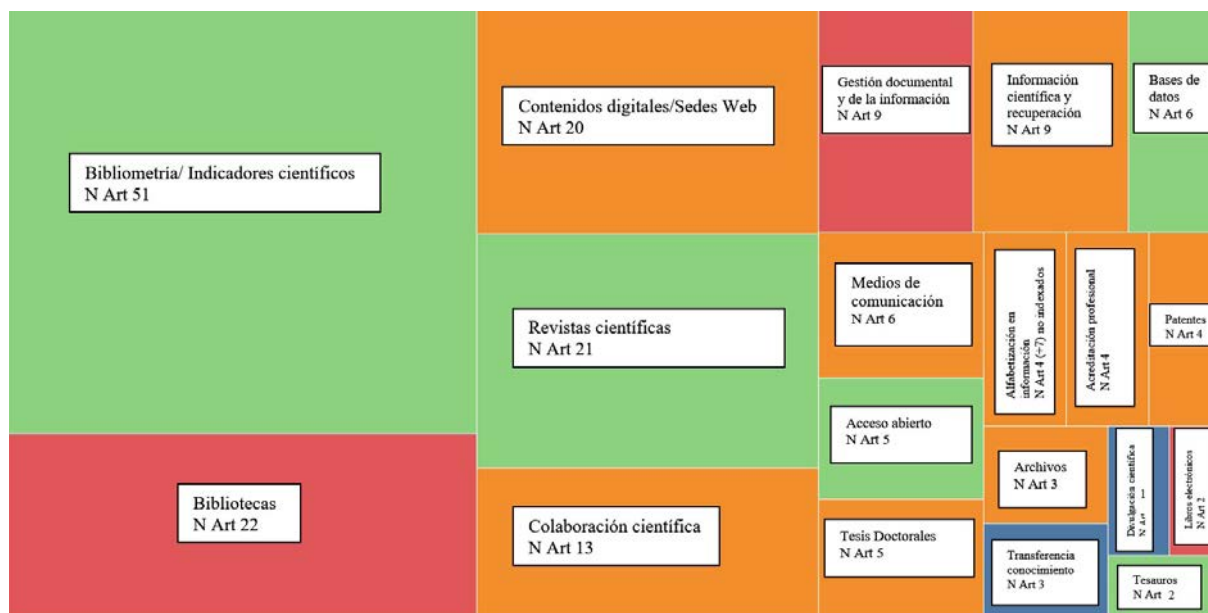 Bibliometría/ Indicadores científicos
N Art 51
Bibliotecas
N Art 22
Contenidos digitales/Sedes Web
N Art 20
Revistas científicas
N Art 21
Colaboración científica
N Art 13
Gestión documental
y de la información
N Art 9
Información
científica y
recuperación
N Art 9
Bases de
datos
N Art 6
Medios de
comunicación
N Art 6
Alfabetización en
información
N Art 4 (+7) no indexados
Acreditación profesional
N Art 4
Patentes
N Art 4
Acceso abierto
N Art 5
Tesis Doctorales
N Art 5
Archivos
N Art 3
Transferencia
conocimiento
N Art 3
Divulgación científica
N Art 1
Libros electrónicos
N Art 2
Tesauros
N Art 2